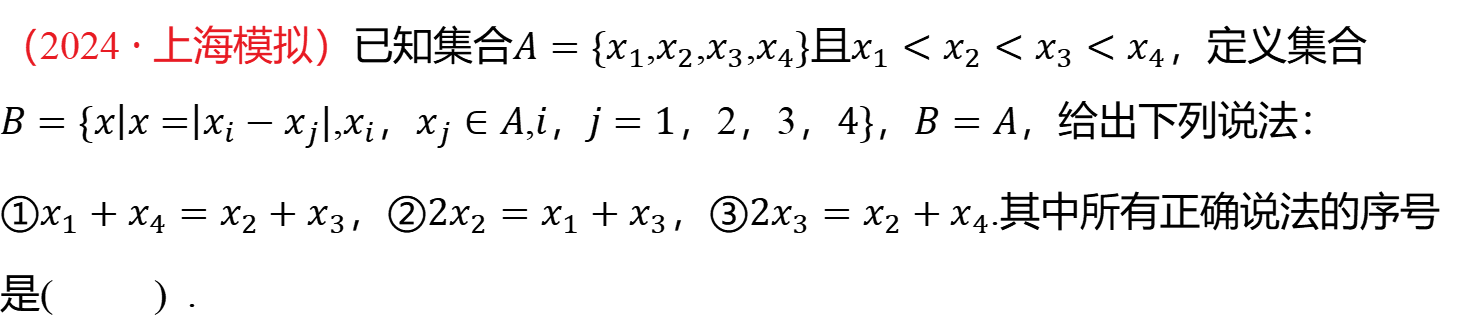 （2024 · 上海模拟）已知集合A = {x₁,x₂,x₃,x₄}且x₁ < x₂ < x₃ < x₄，定义集合
B = {x|x =|xᵢ − xⱼ|,xᵢ，xⱼ ∈ A,i，j = 1，2，3，4}，B = A，给出下列说法：
①x₁ + x₄ = x₂ + x₃，②2x₂ = x₁ + x₃，③2x₃ = x₂ + x₄.其中所有正确说法的序号
是( ) .